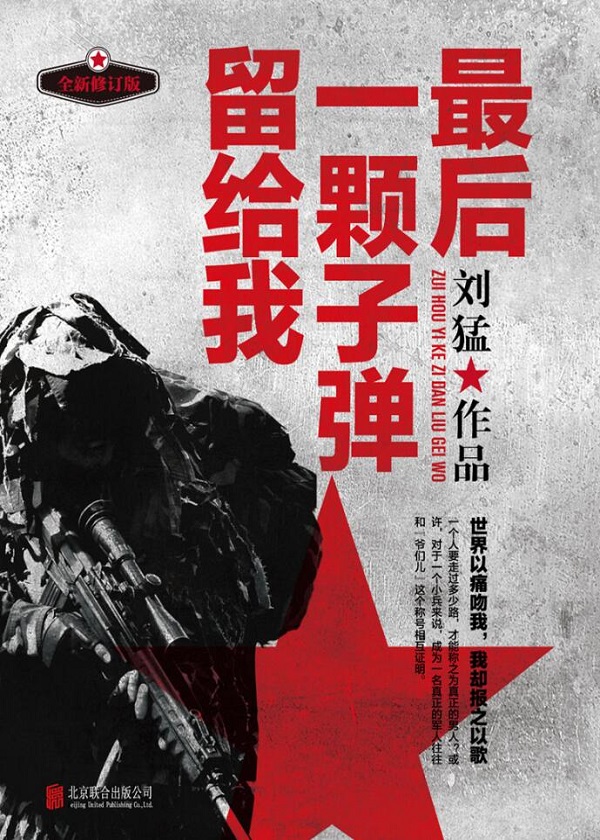 全新修订版
最后
一颗子弹
留给我
ZUI HOU YI KE ZI DAN LIU GEI WO
刘猛★作品
世界以痛吻我，我却报之以歌
一个人要走过多少路，才能称之为真正的男人？或
许，对于一个小兵来说，成为一名真正的军人往往
和「爷们儿」这个称号相互证明。
北京联合出版公司
eijing United Publishing Co.,Ltd.